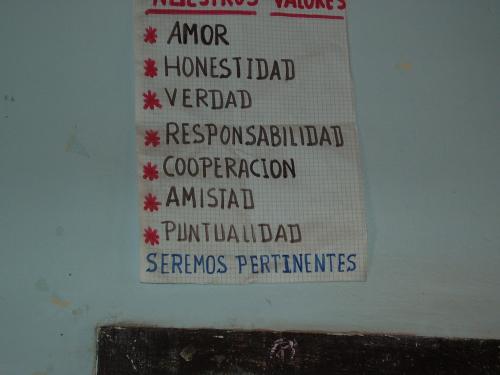 NUESTROS VALORES
* AMOR
* HONESTIDAD
* VERDAD
* RESPONSABILIDAD
* COOPERACION
* AMISTAD
* PUNTUALIDAD
SEREMOS PERTINENTES